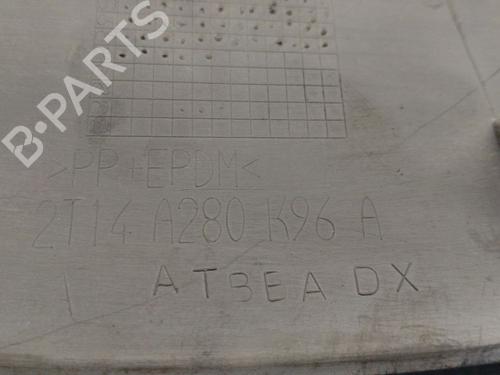 B-PARTS
>PP+EPDM<
2T14 A280 K96 A
ATBEA DX